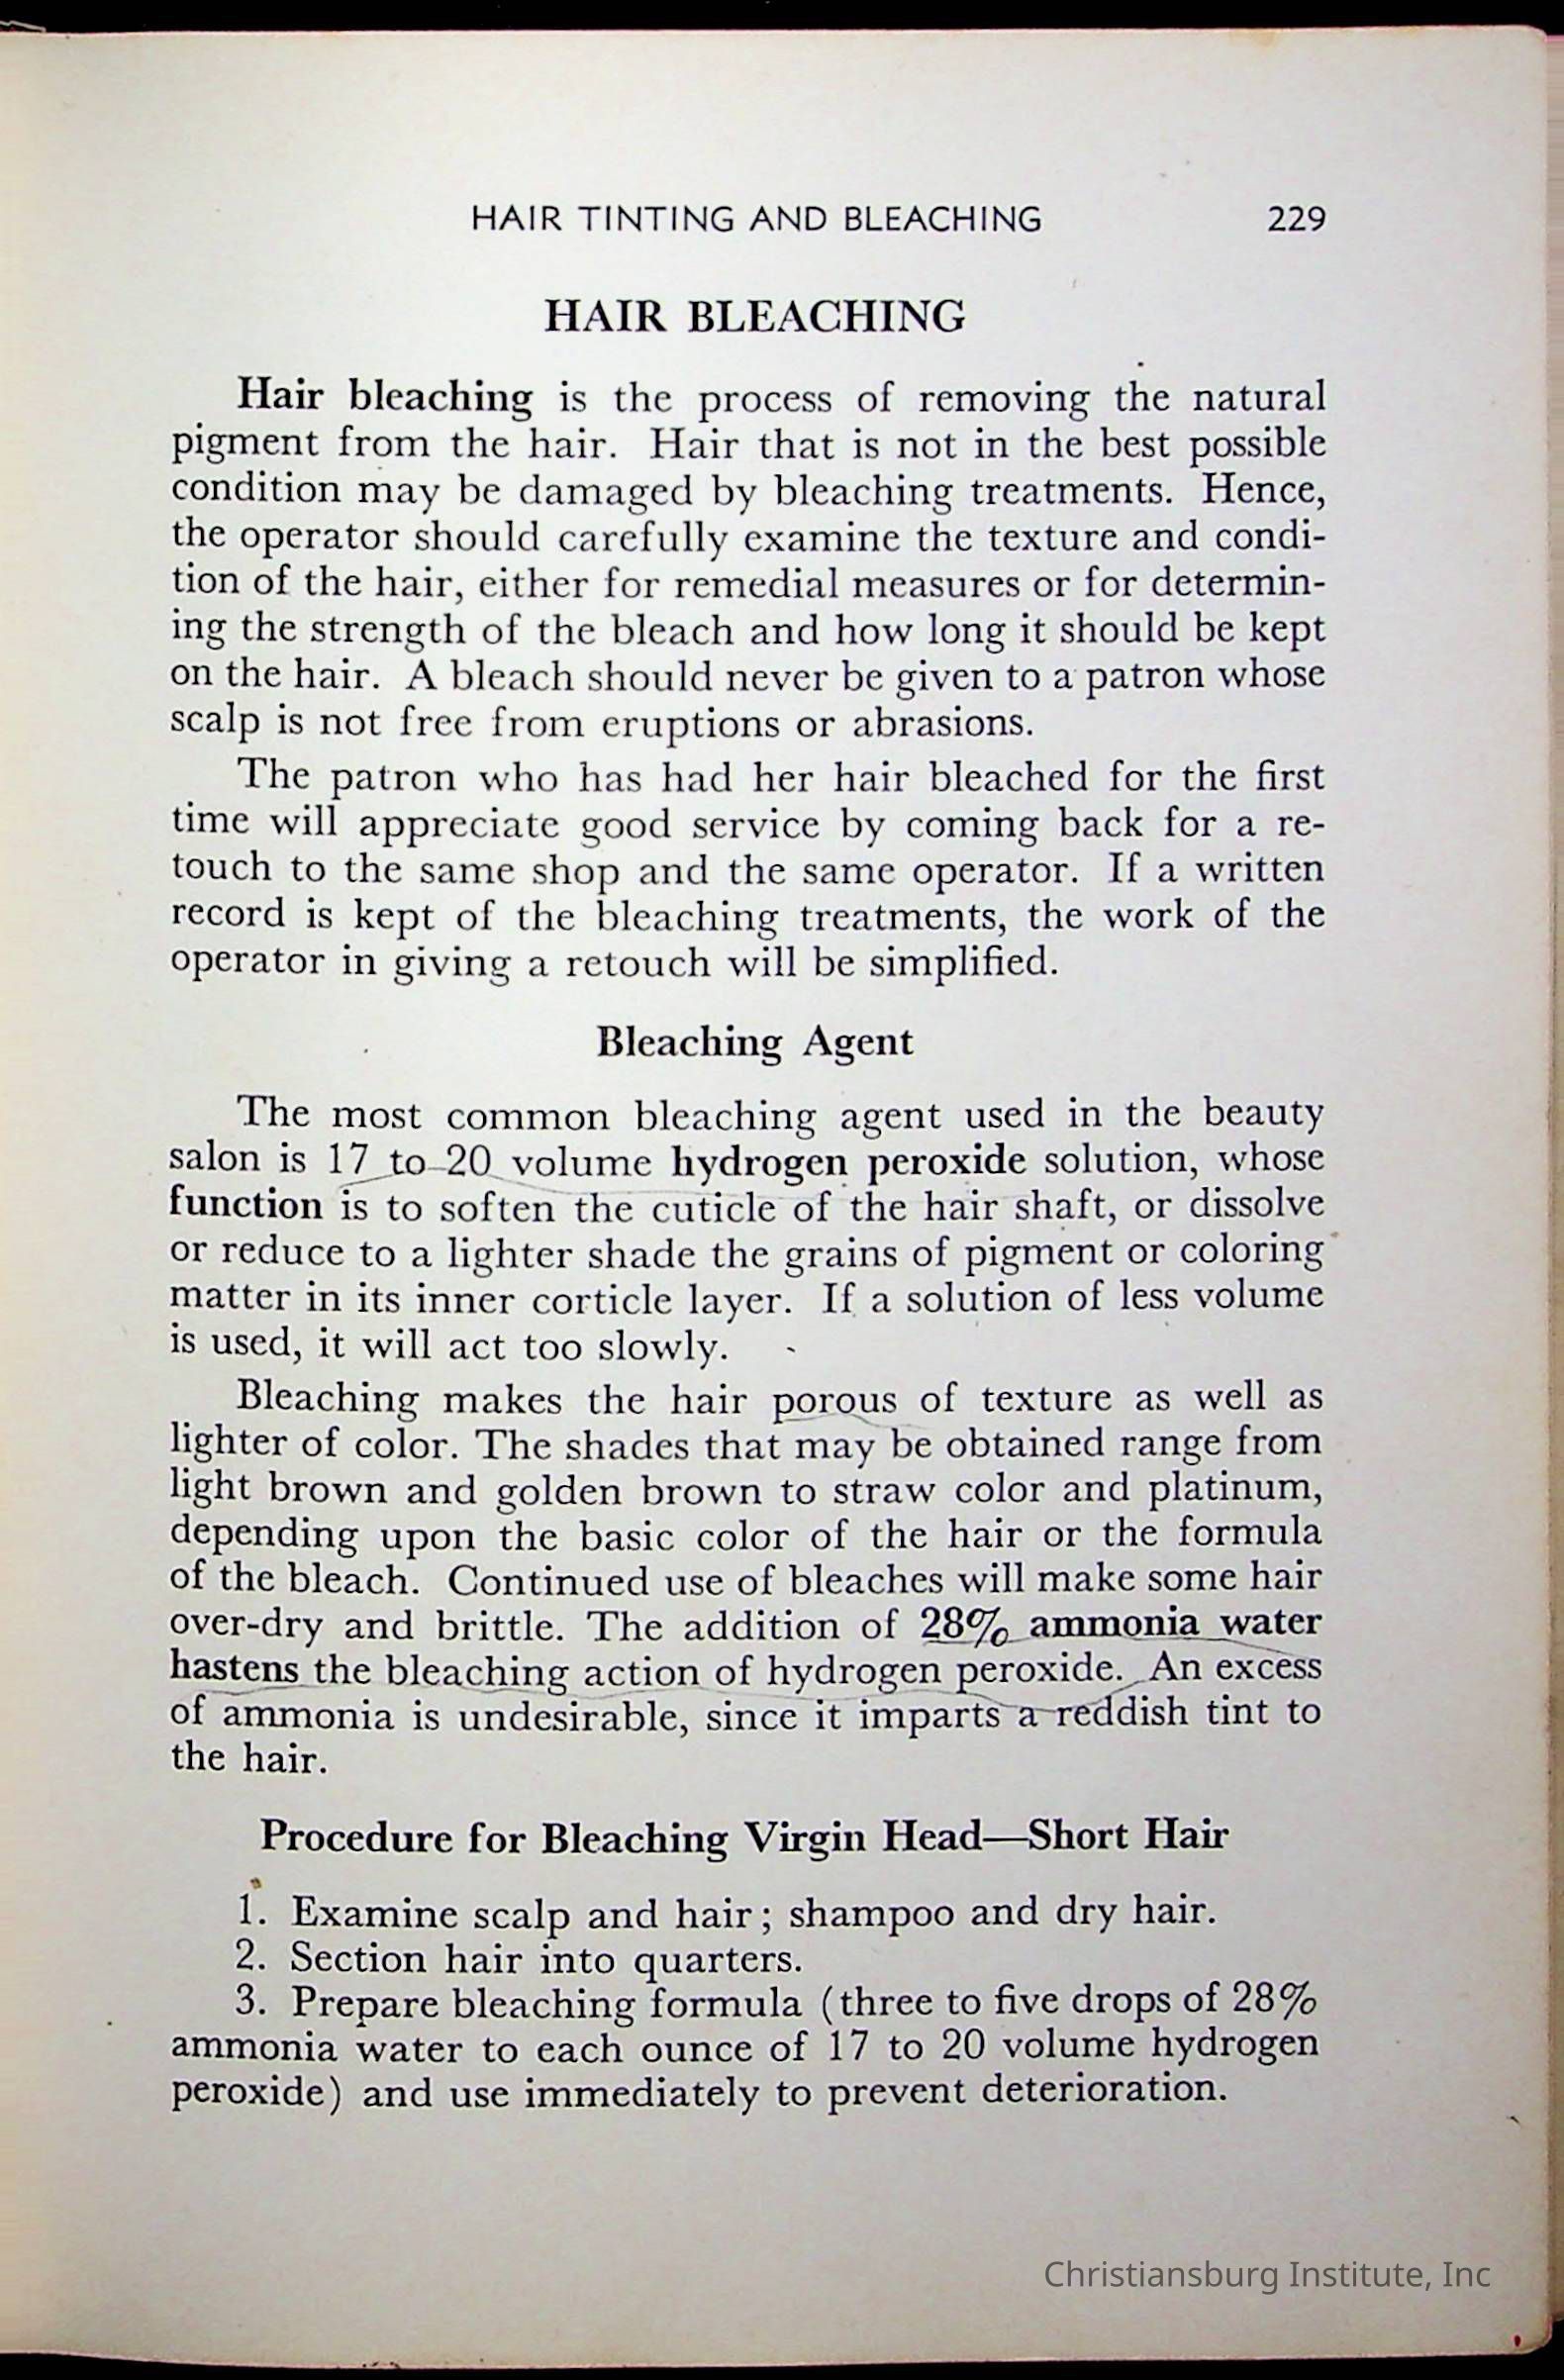 HAIR TINTING AND BLEACHING 229
HAIR BLEACHING
Hair bleaching is the process of removing the natural
pigment from the hair. Hair that is not in the best possible
condition may be damaged by bleaching treatments. Hence,
the operator should carefully examine the texture and condi-
tion of the hair, either for remedial measures or for determin-
ing the strength of the bleach and how long it should be kept
on the hair. A bleach should never be given to a patron whose
scalp is not free from eruptions or abrasions.
The patron who has had her hair bleached for the first
time will appreciate good service by coming back for a re-
touch to the same shop and the same operator. If a written
record is kept of the bleaching treatments, the work of the
operator in giving a retouch will be simplified.
Bleaching Agent
The most common bleaching agent used in the beauty
salon is 17 to 20 volume hydrogen peroxide solution, whose
function is to soften the cuticle of the hair shaft, or dissolve
or reduce to a lighter shade the grains of pigment or coloring
matter in its inner corticle layer. If a solution of less volume
is used, it will act too slowly.
Bleaching makes the hair porous of texture as well as
lighter of color. The shades that may be obtained range from
light brown and golden brown to straw color and platinum,
depending upon the basic color of the hair or the formula
of the bleach. Continued use of bleaches will make some hair
over-dry and brittle. The addition of 28% ammonia water
hastens the bleaching action of hydrogen peroxide. An excess
of ammonia is undesirable, since it imparts a reddish tint to
the hair.
Procedure for Bleaching Virgin Head—Short Hair
1. Examine scalp and hair; shampoo and dry hair.
2. Section hair into quarters.
3. Prepare bleaching formula (three to five drops of 28%
ammonia water to each ounce of 17 to 20 volume hydrogen
peroxide) and use immediately to prevent deterioration.
Christiansburg Institute, Inc